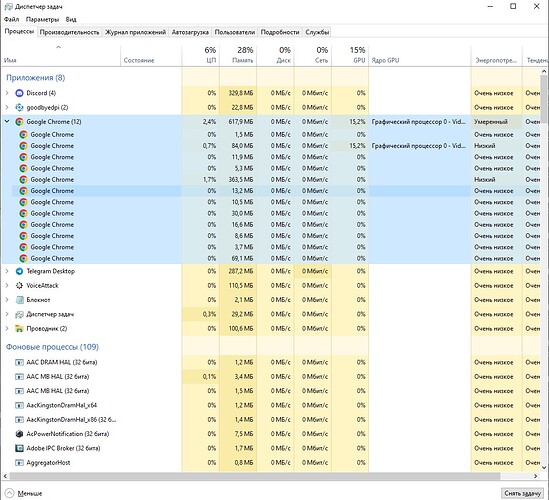 Диспетчер задач
Файл Параметры Вид
Процессы Производительность Журнал приложений Автозагрузка Пользователи Подробности Службы
6% 28% 0% 0% 15%
Имя Состояние ЦП Память Диск Сеть GPU Ядро GPU Энергопотре... Тенден
Приложения (8)
Discord (4) 0% 329,8 МБ 0 МБ/с 0 Мбит/с 0% Очень низкое Очен
goodbyedpi (2) 0% 22,8 МБ 0 МБ/с 0 Мбит/с 0% Очень низкое Очен
Google Chrome (12) 2,4% 617,9 МБ 0 МБ/с 0 Мбит/с 15,2% Графический процессор 0 - Vid... Умеренный Очен
Google Chrome 0% 1,5 МБ 0 МБ/с 0 Мбит/с 0% Очень низкое Очен
Google Chrome 0,7% 84,0 МБ 0 МБ/с 0 Мбит/с 15,2% Графический процессор 0 - Vid... Низкий Очен
Google Chrome 0% 11,9 МБ 0 МБ/с 0 Мбит/с 0% Очень низкое Очен
Google Chrome 0% 5,3 МБ 0 МБ/с 0 Мбит/с 0% Очень низкое Очен
Google Chrome 1,7% 363,5 МБ 0 МБ/с 0 Мбит/с 0% Низкий Очен
Google Chrome 0% 13,2 МБ 0 МБ/с 0 Мбит/с 0% Очень низкое Очен
Google Chrome 0% 10,5 МБ 0 МБ/с 0 Мбит/с 0% Очень низкое Очен
Google Chrome 0% 30,0 МБ 0 МБ/с 0 Мбит/с 0% Очень низкое Очен
Google Chrome 0% 16,6 МБ 0 МБ/с 0 Мбит/с 0% Очень низкое Очен
Google Chrome 0% 8,6 МБ 0 МБ/с 0 Мбит/с 0% Очень низкое Очен
Google Chrome 0% 3,7 МБ 0 МБ/с 0 Мбит/с 0% Очень низкое Очен
Google Chrome 0% 69,1 МБ 0 МБ/с 0 Мбит/с 0% Очень низкое Очен
Telegram Desktop 0% 287,2 МБ 0 МБ/с 0 Мбит/с 0% Очень низкое Очен
VoiceAttack 0% 110,5 МБ 0 МБ/с 0 Мбит/с 0% Очень низкое Очен
Блокнот 0% 2,1 МБ 0 МБ/с 0 Мбит/с 0% Очень низкое Очен
Диспетчер задач 0,3% 29,2 МБ 0 МБ/с 0 Мбит/с 0% Очень низкое Очен
Проводник (2) 0% 100,6 МБ 0 МБ/с 0 Мбит/с 0% Очень низкое Очен
Фоновые процессы (109)
AAC DRAM HAL (32 бита) 0% 1,2 МБ 0 МБ/с 0 Мбит/с 0% Очень низкое Очен
AAC MB HAL (32 бита) 0,1% 3,4 МБ 0 МБ/с 0 Мбит/с 0% Очень низкое Очен
AAC MB HAL (32 бита) 0% 1,5 МБ 0 МБ/с 0 Мбит/с 0% Очень низкое Очен
AacKingstonDramHal_x64 0% 1,2 МБ 0 МБ/с 0 Мбит/с 0% Очень низкое Очен
AacKingstonDramHal_x86 (32 б... 0% 1,4 МБ 0 МБ/с 0 Мбит/с 0% Очень низкое Очен
AcPowerNotification (32 бита) 0% 7,5 МБ 0 МБ/с 0 Мбит/с 0% Очень низкое Очен
Adobe IPC Broker (32 бита) 0% 1,7 МБ 0 МБ/с 0 Мбит/с 0% Очень низкое Очен
AggregatorHost 0% 0,8 МБ 0 МБ/с 0 Мбит/с 0% Очень низкое Очен
Меньше Снять задачу